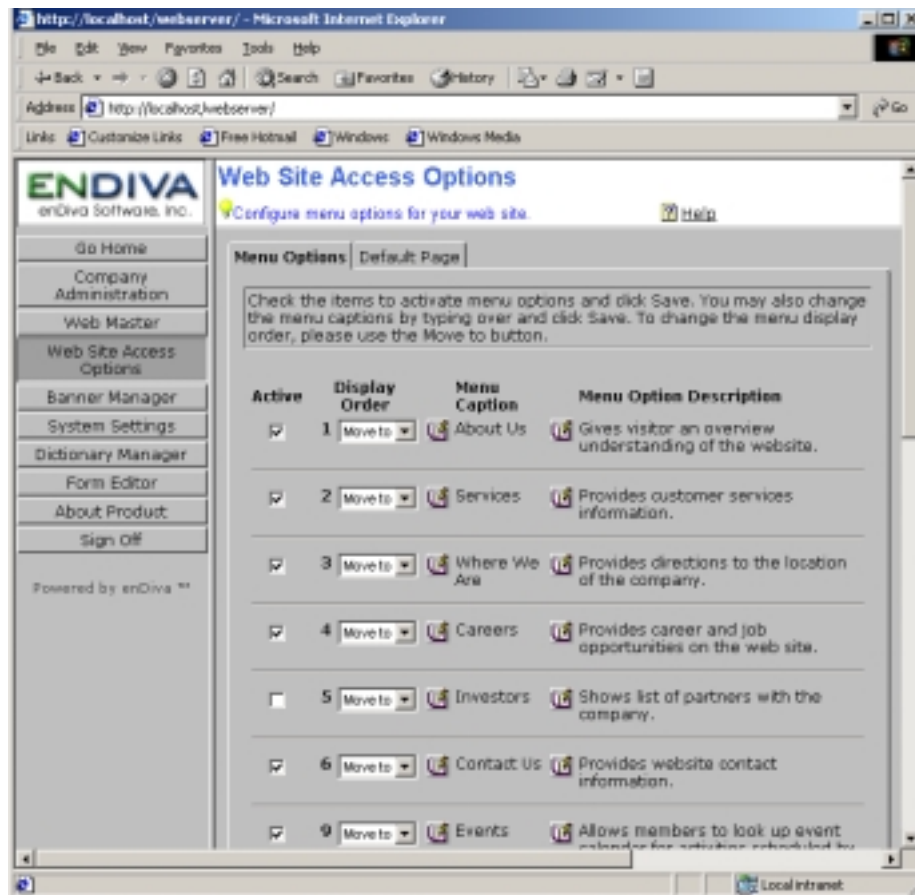 http://localhost/webserver/ - Microsoft Internet Explorer
File Edit View Favorites Tools Help
Back Search Favorites History
Address http://localhost/webserver/ Go
Links Customize Links Free Hotmail Windows Windows Media
ENDIVA
enDiva Software, inc.
Web Site Access Options
Configure menu options for your web site. Help
Go Home
Company
Administration
Web Master
Web Site Access
Options
Banner Manager
System Settings
Dictionary Manager
Form Editor
About Product
Sign Off
Powered by enDiva ™
Menu Options Default Page
Check the items to activate menu options and click Save. You may also change
the menu captions by typing over and click Save. To change the menu display
order, please use the Move to button.
Active Display Order Menu Caption Menu Option Description
1 Move to About Us Gives visitor an overview
understanding of the website.
2 Move to Services Provides customer services
information.
3 Move to Where We Are Provides directions to the location
of the company.
4 Move to Careers Provides career and job
opportunities on the web site.
5 Move to Investors Shows list of partners with the
company.
6 Move to Contact Us Provides website contact
information.
9 Move to Events Allows members to look up event
calendar for activities scheduled by
Local intranet